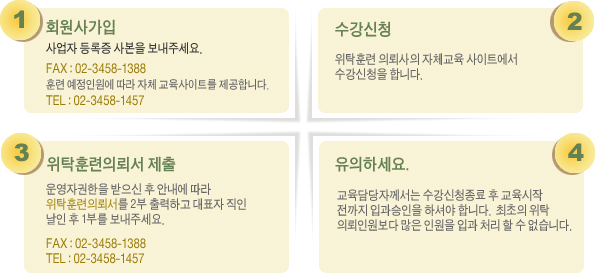 1
회원사가입
사업자 등록증 사본을 보내주세요.
FAX : 02-3458-1388
훈련 예정인원에 따라 자체 교육사이트를 제공합니다.
TEL : 02-3458-1457
2
수강신청
위탁훈련 의뢰사의 자체교육 사이트에서
수강신청을 합니다.
3
위탁훈련의뢰서 제출
운영자권한을 받으신 후 안내에 따라
위탁훈련의뢰서를 2부 출력하고 대표자 직인
날인 후 1부를 보내주세요.
FAX : 02-3458-1388
TEL : 02-3458-1457
4
유의하세요.
교육담당자께서는 수강신청종료 후 교육시작
전까지 입과승인을 하셔야 합니다. 최초의 위탁
의뢰인원보다 많은 인원을 입과 처리 할 수 없습니다.